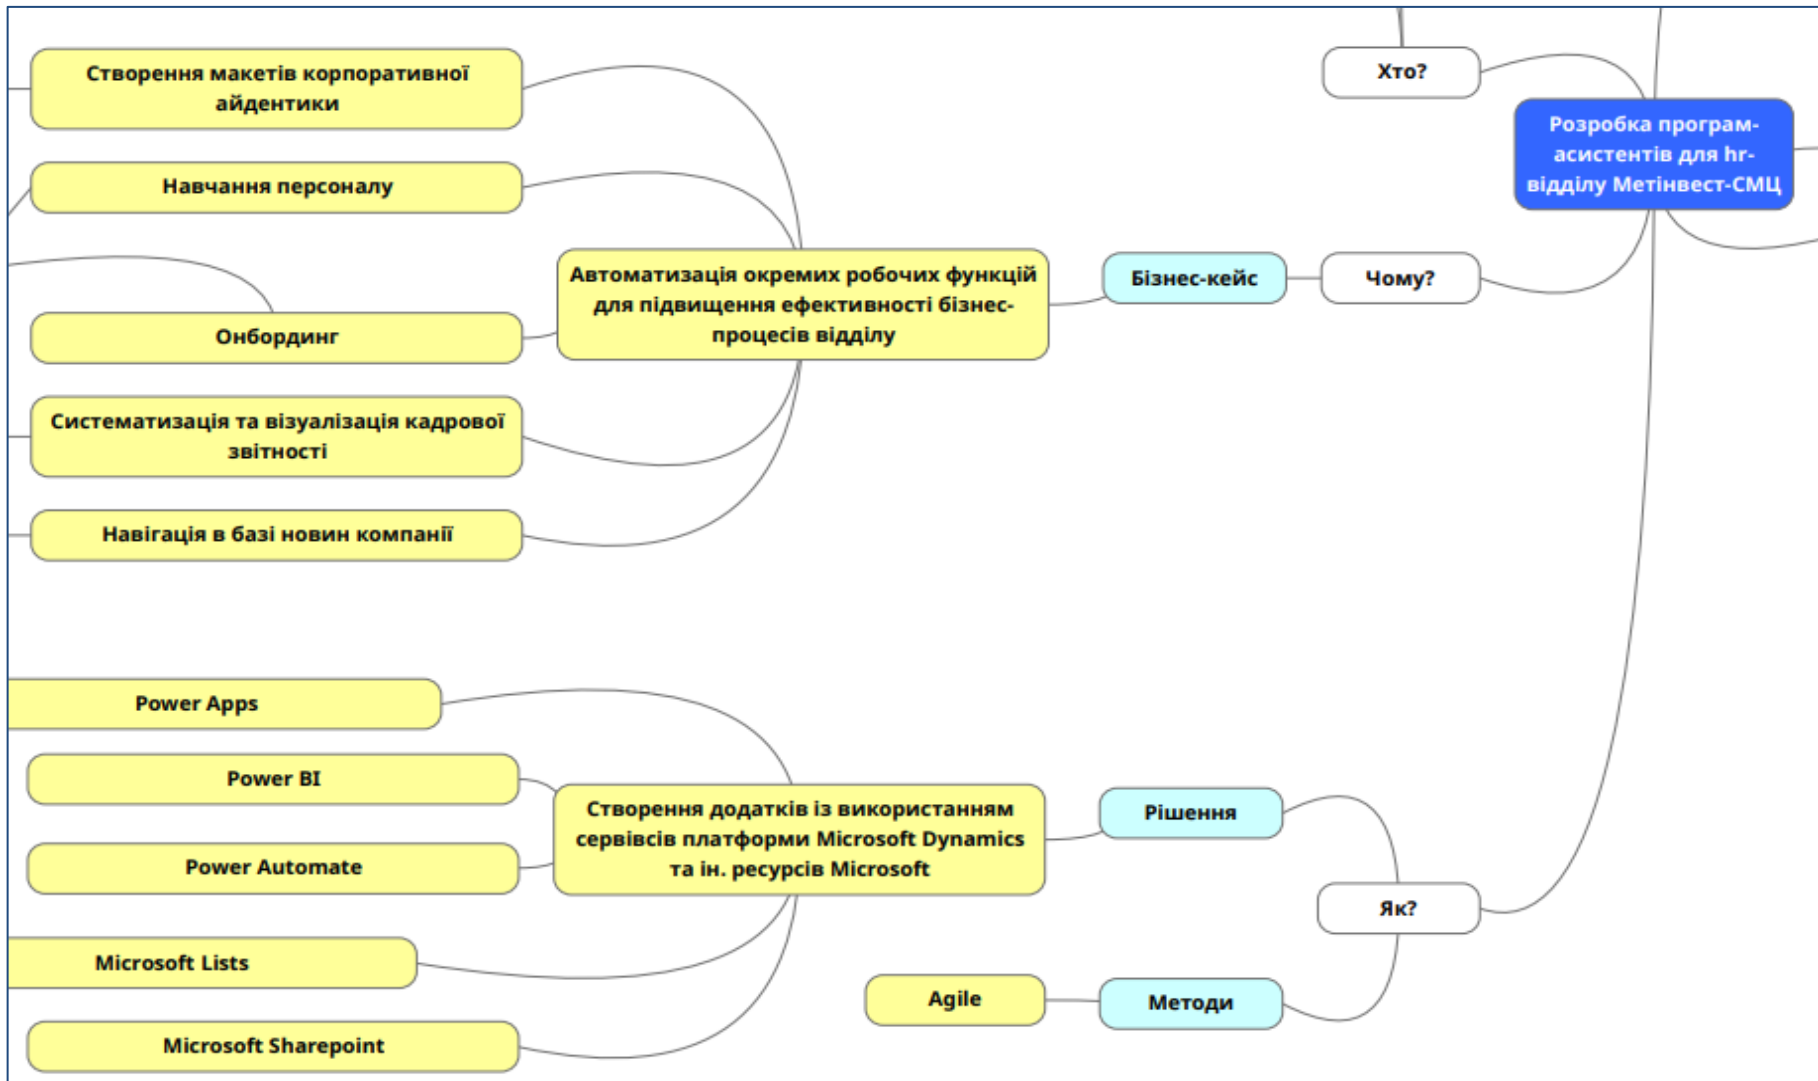 Створення макетів корпоративної
айдентики
Навчання персоналу
Онбординг
Систематизація та візуалізація кадрової
звітності
Навігація в базі новин компанії
Автоматизація окремих робочих функцій
для підвищення ефективності бізнес-
процесів відділу
Бізнес-кейс
Чому?
Хто?
Розробка програм-
асистентів для hr-
відділу Метінвест-СМЦ
Power Apps
Power BI
Power Automate
Microsoft Lists
Microsoft Sharepoint
Створення додатків із використанням
сервівсів платформи Microsoft Dynamics
та ін. ресурсів Microsoft
Рішення
Як?
Agile
Методи